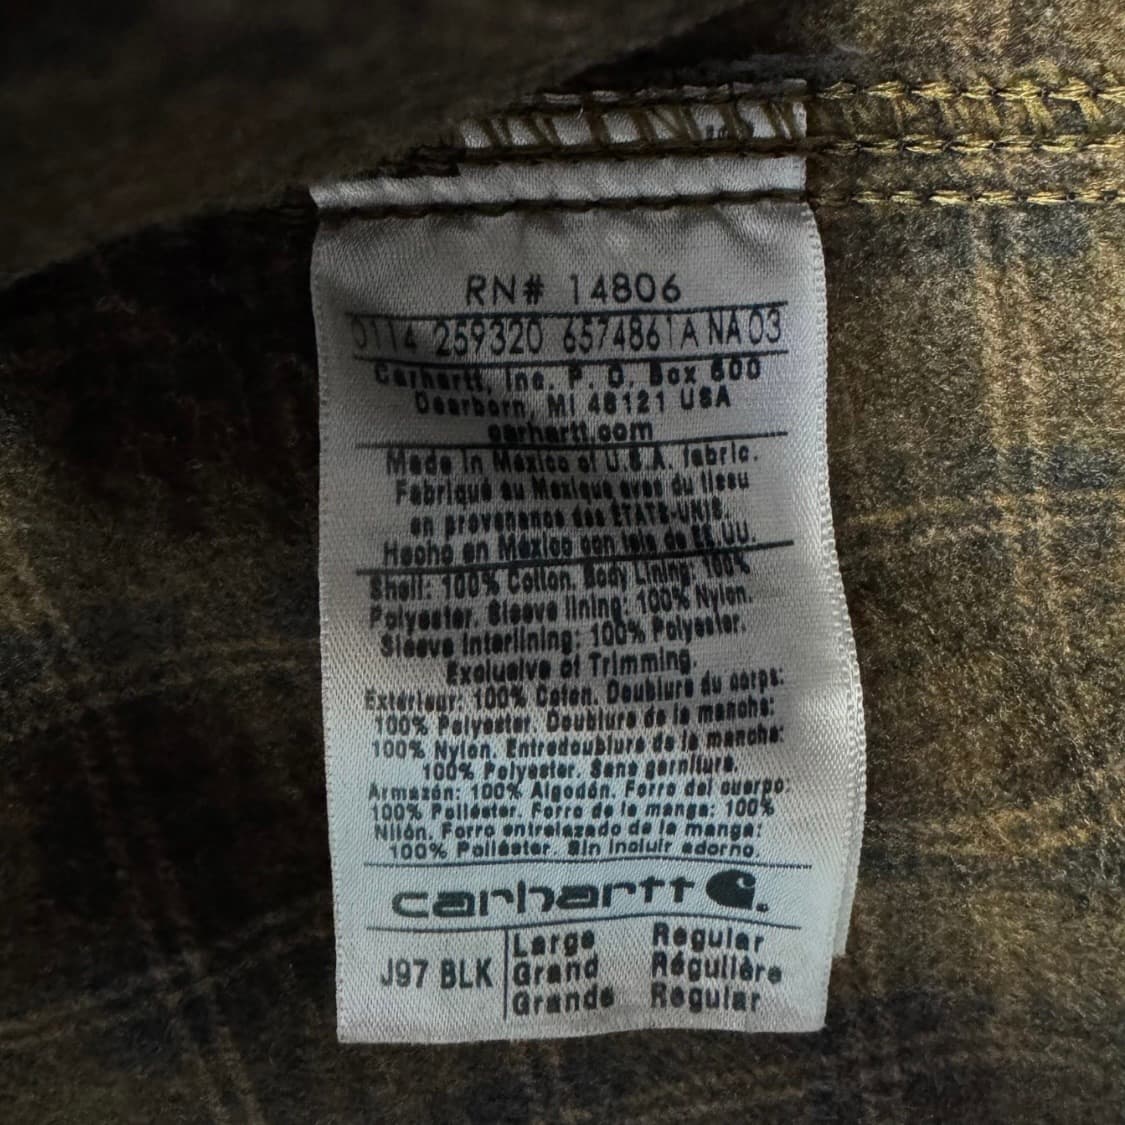 RN# 14806
0114 259320 6574861A NA 03
Carhartt, Inc. P. O. Box 600
Dearborn, MI 48121 USA
carhartt.com
Made in Mexico of U.S.A. fabric.
Fabriqué au Mexique avec du tissu
en provenance des ÉTATS-UNIS.
Hecho en México con tela de EE.UU.
Shell: 100% Cotton. Body Lining: 100%
Polyester. Sleeve lining: 100% Nylon.
Sleeve Interlining: 100% Polyester.
Exclusive of Trimming.
Extérieur: 100% Coton. Doublure du corps:
100% Polyester. Doublure de la manche:
100% Nylon. Entredoublure de la manche:
100% Polyester. Sans garniture.
Armazón: 100% Algodón. Forro del cuerpo:
100% Poliéster. Forro de la manga: 100%
Nilón. Forro entrelazado de la manga:
100% Poliéster. Sin incluir adorno.
carhartt
J97 BLK
Large Regular
Grand Régulière
Grande Regular